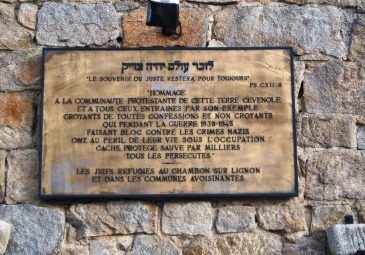 לזכר עולם יהיה צדיק
"LE SOUVENIR DU JUSTE RESTERA POUR TOUJOURS"
PS CXII:6
"HOMMAGE
A LA COMMUNAUTE PROTESTANTE DE CETTE TERRE CEVENOLE
ET A TOUS CEUX ENTRAINES PAR SON EXEMPLE
CROYANTS DE TOUTES CONFESSIONS ET NON CROYANTS
QUI PENDANT LA GUERRE 1939-1945
FAISANT BLOC CONTRE LES CRIMES NAZIS
ONT AU PERIL DE LEUR VIE SOUS L'OCCUPATION
CACHE PROTEGE SAUVE PAR MILLIERS
TOUS LES PERSECUTES."
LES JUIFS REFUGIES AU CHAMBON SUR LIGNON
ET DANS LES COMMUNES AVOISINANTES.